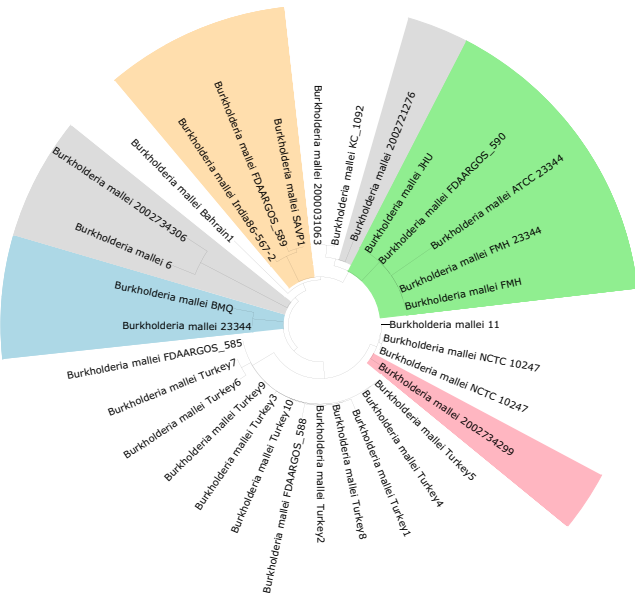 Burkholderia mallei 2000031063
Burkholderia mallei KC_1092
Burkholderia mallei 2002721276
Burkholderia mallei JHU
Burkholderia mallei FDAARGOS_590
Burkholderia mallei ATCC 23344
Burkholderia mallei FMH 23344
Burkholderia mallei FMH
Burkholderia mallei 11
Burkholderia mallei NCTC 10247
Burkholderia mallei NCTC 10247
Burkholderia mallei 2002734299
Burkholderia mallei Turkey5
Burkholderia mallei Turkey4
Burkholderia mallei Turkey1
Burkholderia mallei Turkey8
Burkholderia mallei Turkey2
Burkholderia mallei FDAARGOS_588
Burkholderia mallei Turkey10
Burkholderia mallei Turkey3
Burkholderia mallei Turkey9
Burkholderia mallei Turkey6
Burkholderia mallei Turkey7
Burkholderia mallei FDAARGOS_585
Burkholderia mallei 23344
Burkholderia mallei BMQ
Burkholderia mallei 6
Burkholderia mallei 2002734306
Burkholderia mallei Bahrain1
Burkholderia mallei India86-567-2
Burkholderia mallei FDAARGOS_589
Burkholderia mallei SAVP1